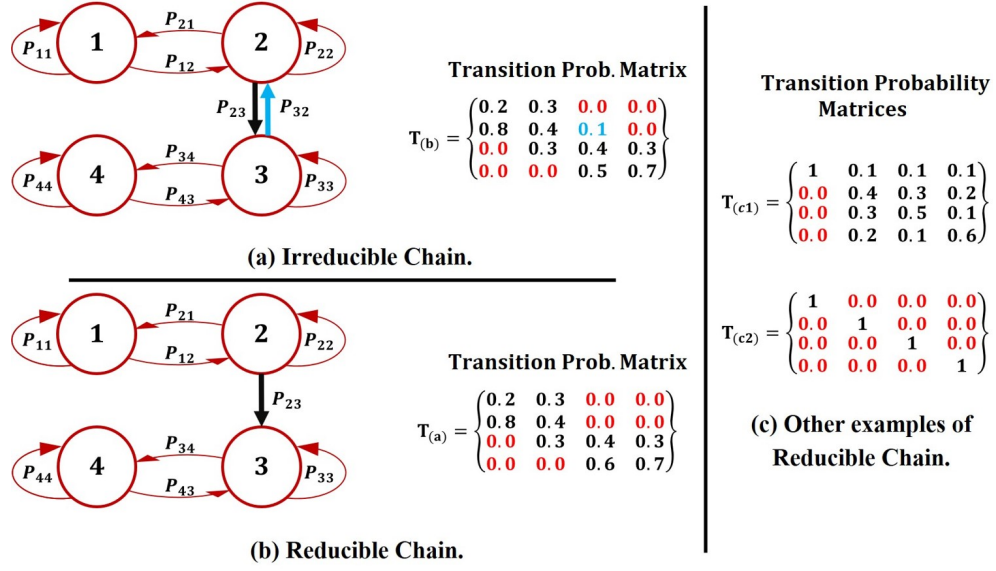 P₂₁
1
2
P₁₁
P₁₂
P₂₂
P₂₃
P₃₂
P₃₄
4
3
P₄₄
P₄₃
P₃₃
Transition Prob. Matrix
T₍b₎ =
0.2 0.3 0.0 0.0
0.8 0.4 0.1 0.0
0.0 0.3 0.4 0.3
0.0 0.0 0.5 0.7
(a) Irreducible Chain.
P₂₁
1
2
P₁₁
P₁₂
P₂₂
P₂₃
P₃₄
4
3
P₄₄
P₄₃
P₃₃
Transition Prob. Matrix
T₍a₎ =
0.2 0.3 0.0 0.0
0.8 0.4 0.0 0.0
0.0 0.3 0.4 0.3
0.0 0.0 0.6 0.7
(b) Reducible Chain.
Transition Probability
Matrices
T₍c1₎ =
1 0.1 0.1 0.1
0.0 0.4 0.3 0.2
0.0 0.3 0.5 0.1
0.0 0.2 0.1 0.6
T₍c2₎ =
1 0.0 0.0 0.0
0.0 1 0.0 0.0
0.0 0.0 1 0.0
0.0 0.0 0.0 1
(c) Other examples of
Reducible Chain.